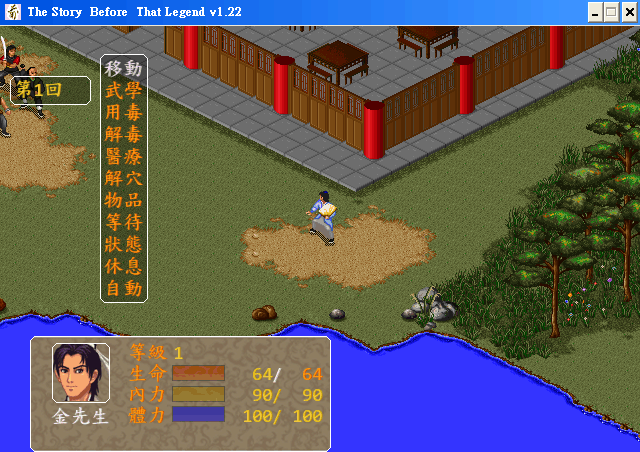 The Story Before That Legend v1.22
第1回
移動
武學
用毒
解毒
醫療
解穴
物品
等待
狀態
休息
自動
等級 1
生命 64/ 64
內力 90/ 90
體力 100/ 100
金先生